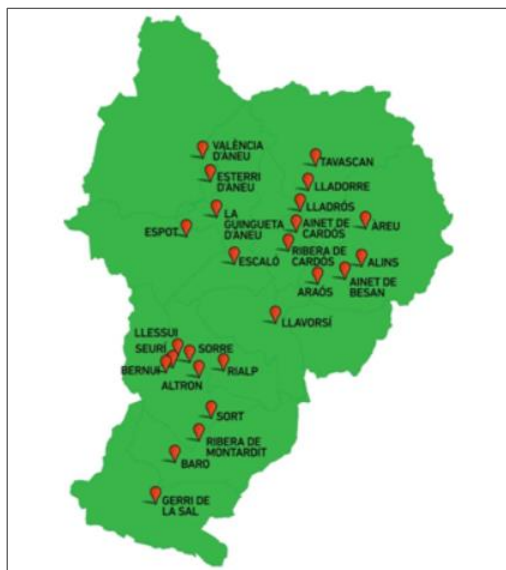 VALÈNCIA
D'ÀNEU
TAVASCAN
ESTERRI
D'ÀNEU
LLADORRE
LLADRÓS
LA
GUINGUETA
D'ÀNEU
AINET DE
CARDÓS
ÀREU
ESPOT
RIBERA DE
CARDÓS
ESCALÓ
ALINS
ARAÓS
AINET DE
BESAN
LLAVORSÍ
LLESSUI
SEURÍ
SORRE
BERNUI
RIALP
ALTRON
SORT
RIBERA DE
MONTARDIT
BARO
GERRI DE
LA SAL